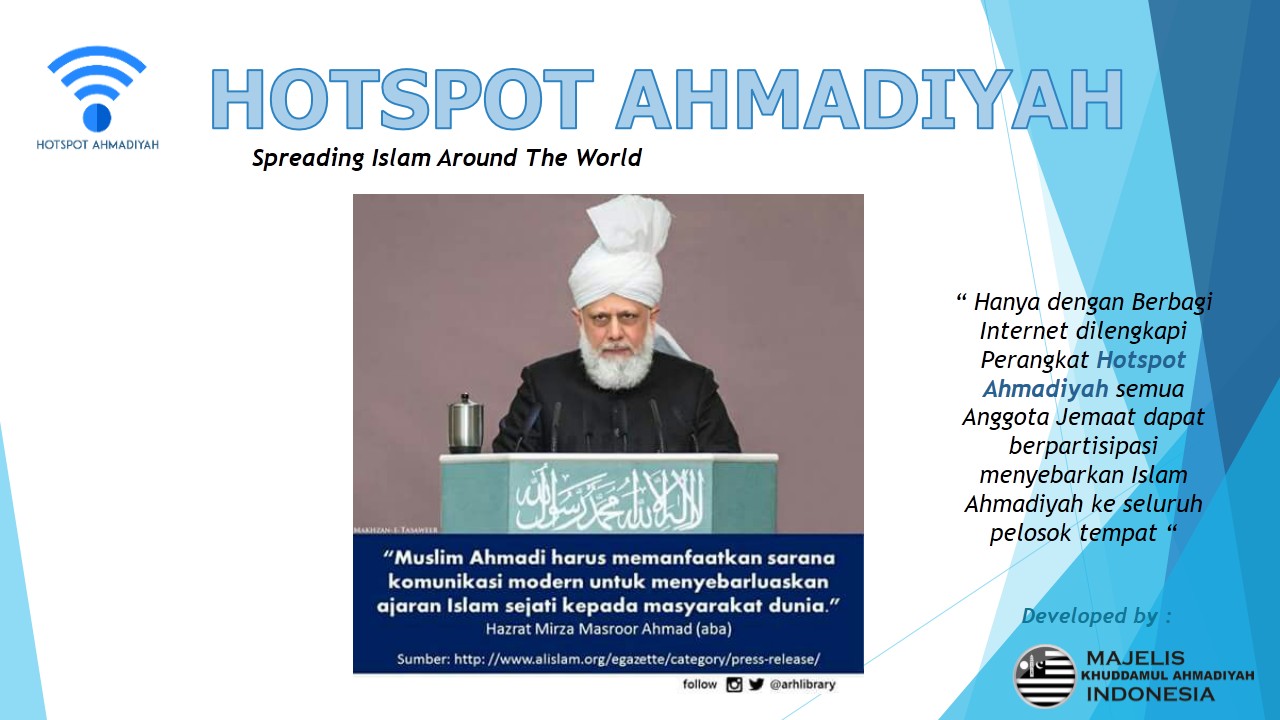 HOTSPOT AHMADIYAH
HOTSPOT AHMADIYAH
Spreading Islam Around The World
لا إله إلا الله محمد رسول الله
MAKHZAN-E-TASAWEER
“Muslim Ahmadi harus memanfaatkan sarana
komunikasi modern untuk menyebarluaskan
ajaran Islam sejati kepada masyarakat dunia.”
Hazrat Mirza Masroor Ahmad (aba)
Sumber: http: //www.alislam.org/egazette/category/press-release/
follow @arhlibrary
“ Hanya dengan Berbagi
Internet dilengkapi
Perangkat Hotspot
Ahmadiyah semua
Anggota Jemaat dapat
berpartisipasi
menyebarkan Islam
Ahmadiyah ke seluruh
pelosok tempat “
Developed by :
MAJELIS
KHUDDAMUL AHMADIYAH
INDONESIA